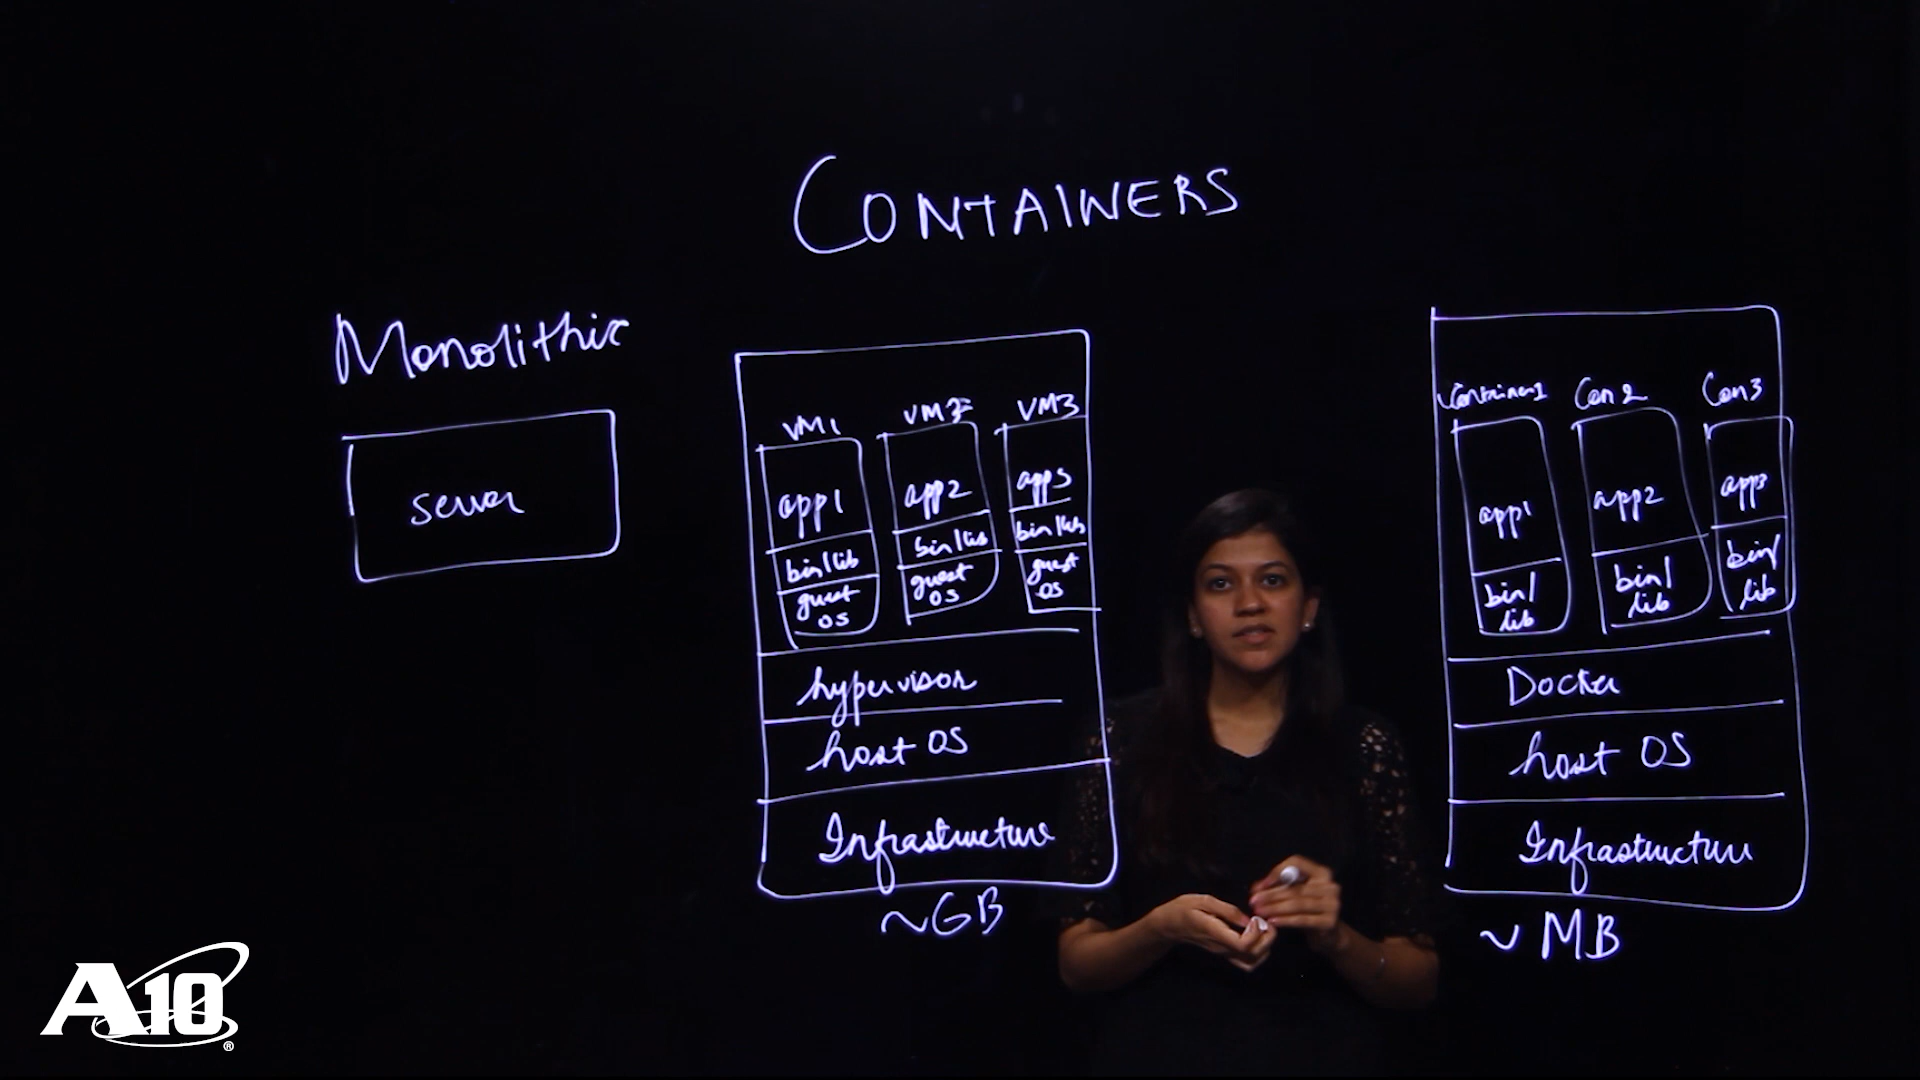 CONTAINERS
Monolithic
server
VM1
app1
bin/lib
guest
OS
VM2
app2
bin/lib
guest
OS
VM3
app3
bin/lib
guest
OS
hypervisor
host OS
Infrastructure
~GB
Container1
app1
bin/
lib
Con 2
app2
bin/
lib
Con3
app3
bin/
lib
Docker
host OS
Infrastructure
~ MB
A10
®